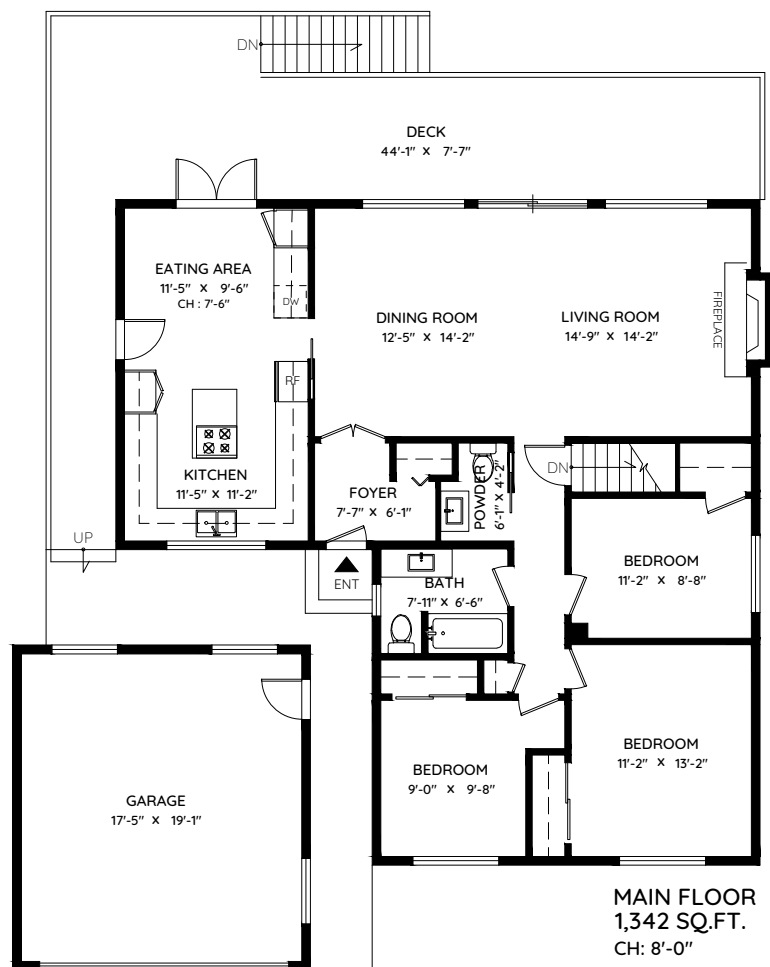 DN
DECK
44'-1" X 7'-7"
EATING AREA
11'-5" X 9'-6"
CH : 7'-6"
DW
DINING ROOM
12'-5" X 14'-2"
LIVING ROOM
14'-9" X 14'-2"
FIREPLACE
RF
KITCHEN
11'-5" X 11'-2"
FOYER
7'-7" X 6'-1"
POWDER
6'-1" X 4'-2"
DN
UP
ENT
BATH
7'-11" X 6'-6"
BEDROOM
11'-2" X 8'-8"
BEDROOM
11'-2" X 13'-2"
BEDROOM
9'-0" X 9'-8"
GARAGE
17'-5" X 19'-1"
MAIN FLOOR
1,342 SQ.FT.
CH: 8'-0"